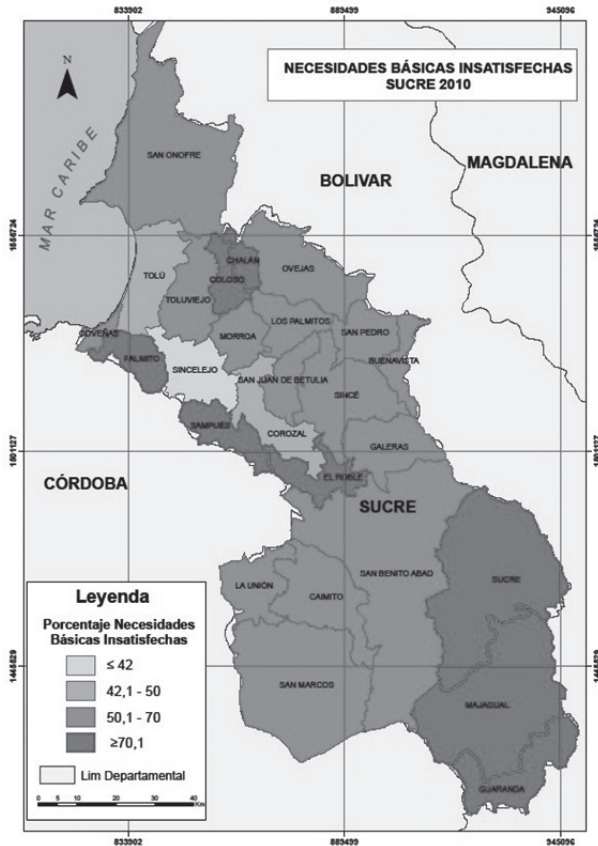 833902 889499 945096
NECESIDADES BÁSICAS INSATISFECHAS
SUCRE 2010
N
MAR CARIBE
SAN ONOFRE
BOLIVAR
MAGDALENA
TOLÚ
TOLUVIEJO
COLOSO
CHALÁN
OVEJAS
MORROA
LOS PALMITOS
SAN PEDRO
BUENAVISTA
COVEÑAS
PALMITO
SINCELEJO
SAN JUAN DE BETULIA
SINCÉ
SAMPUÉS
COROZAL
GALERAS
EL ROBLE
CÓRDOBA
SUCRE
SAN BENITO ABAD
SUCRE
LA UNIÓN
CAIMITO
SAN MARCOS
MAJAGUAL
GUARANDA
Leyenda
Porcentaje Necesidades
Básicas Insatisfechas
≤ 42
42,1 - 50
50,1 - 70
≥70,1
Lim Departamental
0 5 10 20 30 40
Km
833902 889499 945096